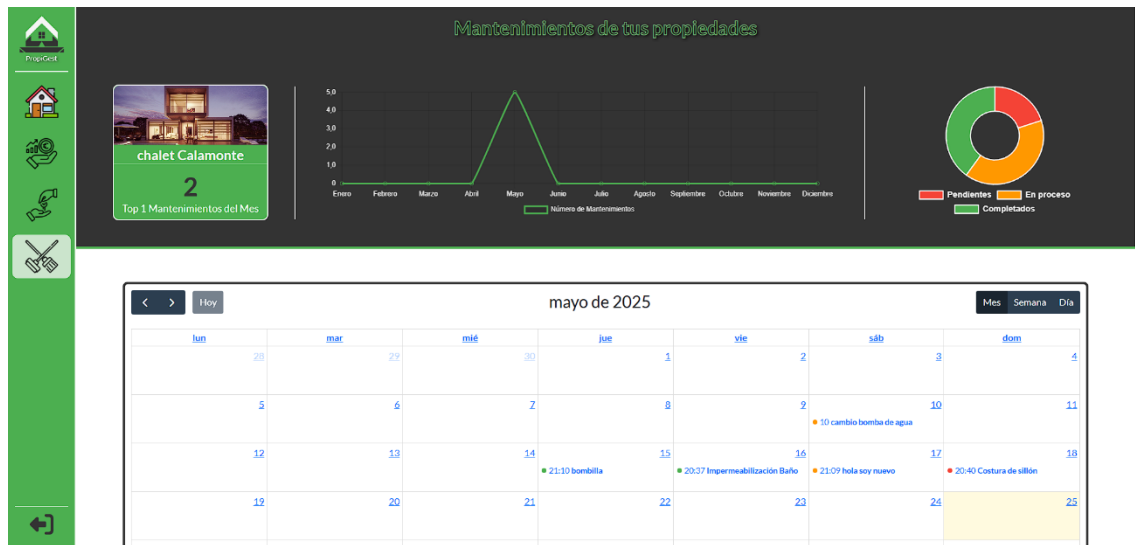 Mantenimientos de tus propiedades
PropiGest
chalet Calamonte
2
Top 1 Mantenimientos del Mes
5,0
4,0
3,0
2,0
1,0
0
Enero Febrero Marzo Abril Mayo Junio Julio Agosto Septiembre Octubre Noviembre Diciembre
Número de Mantenimientos
Pendientes En proceso
Completados
Hoy
mayo de 2025
Mes Semana Día
lun mar mié jue vie sáb dom
28 29 30 1 2 3 4
5 6 7 8 9 10 11
10 cambio bomba de agua
12 13 14 15 16 17 18
21:10 bombilla 20:37 Impermeabilización Baño 21:09 hola soy nuevo 20:40 Costura de sillón
19 20 21 22 23 24 25